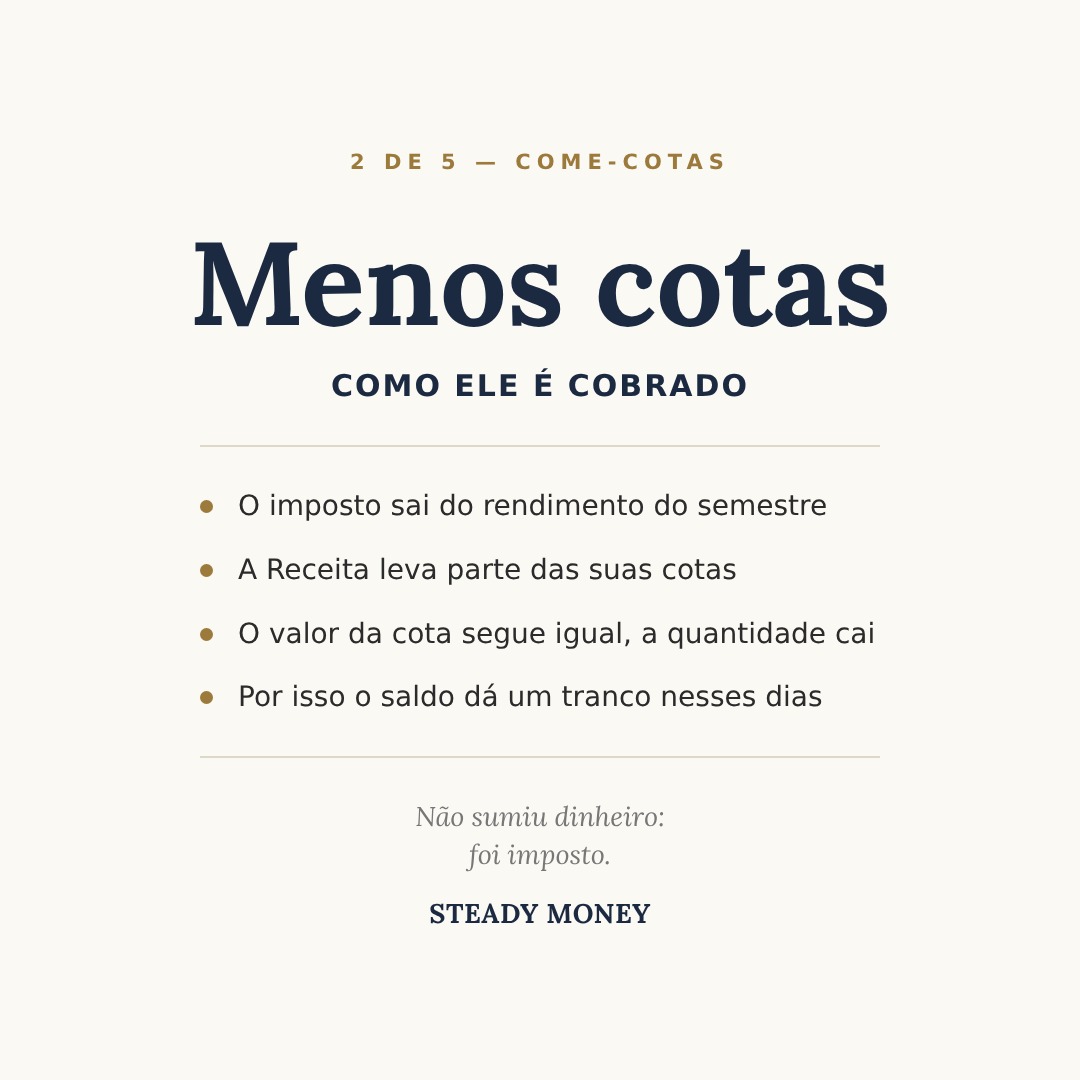 2 DE 5 — COME-COTAS
Menos cotas
COMO ELE É COBRADO
O imposto sai do rendimento do semestre
A Receita leva parte das suas cotas
O valor da cota segue igual, a quantidade cai
Por isso o saldo dá um tranco nesses dias
Não sumiu dinheiro:
foi imposto.
STEADY MONEY